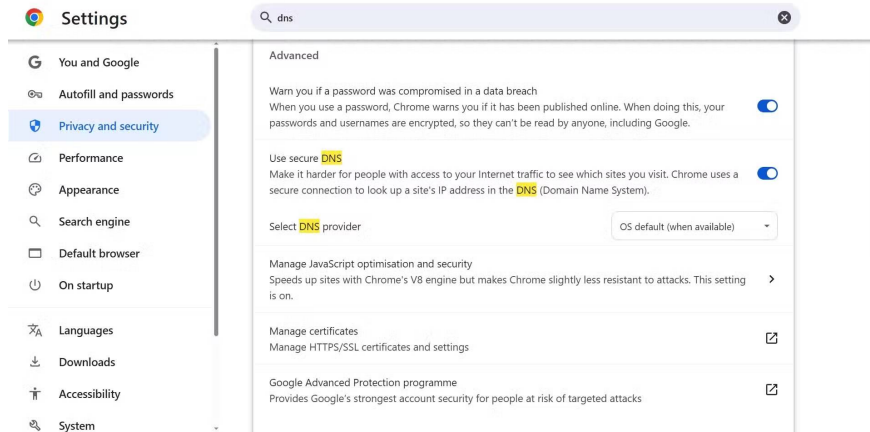 Settings
dns
You and Google
Autofill and passwords
Privacy and security
Performance
Appearance
Search engine
Default browser
On startup
Languages
Downloads
Accessibility
System
Advanced
Warn you if a password was compromised in a data breach
When you use a password, Chrome warns you if it has been published online. When doing this, your
passwords and usernames are encrypted, so they can't be read by anyone, including Google.
Use secure DNS
Make it harder for people with access to your Internet traffic to see which sites you visit. Chrome uses a
secure connection to look up a site's IP address in the DNS (Domain Name System).
Select DNS provider
OS default (when available)
Manage JavaScript optimisation and security
Speeds up sites with Chrome's V8 engine but makes Chrome slightly less resistant to attacks. This setting
is on.
Manage certificates
Manage HTTPS/SSL certificates and settings
Google Advanced Protection programme
Provides Google's strongest account security for people at risk of targeted attacks